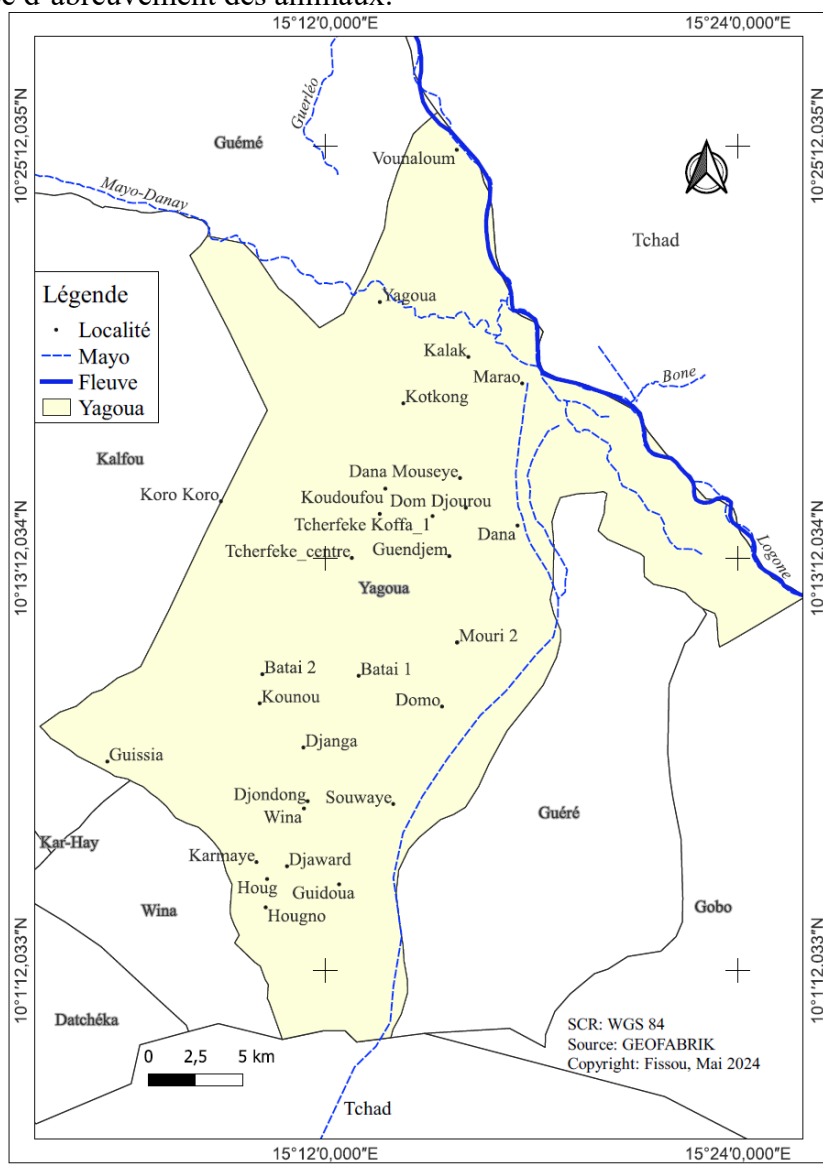 e d'abreuvement des animaux.
15°12'0,000"E
15°24'0,000"E
10°25'12,035"N
10°25'12,035"N
Guerléo
Guémé
Vounaloum
Mayo-Danay
Tchad
Légende
Localité
Mayo
Fleuve
Yagoua
Yagoua
Kalak
Marao
Bone
Kotkong
Kalfou
Dana Mouseye
Koro Koro
Koudoufou
Dom Djourou
Tcherfeke Koffa_1
Dana
Tcherfeke_centre
Guendjem
Logone
10°13'12,034"N
10°13'12,034"N
Yagoua
Mouri 2
Batai 2
Batai 1
Kounou
Domo
Djanga
Guissia
Djondong
Souwaye
Wina
Guéré
Kar-Hay
Karmaye
Djaward
Houg
Guidoua
Wina
Hougno
Gobo
10°1'12,033"N
10°1'12,033"N
Datchéka
SCR: WGS 84
Source: GEOFABRIK
Copyright: Fissou, Mai 2024
0 2,5 5 km
Tchad
15°12'0,000"E
15°24'0,000"E